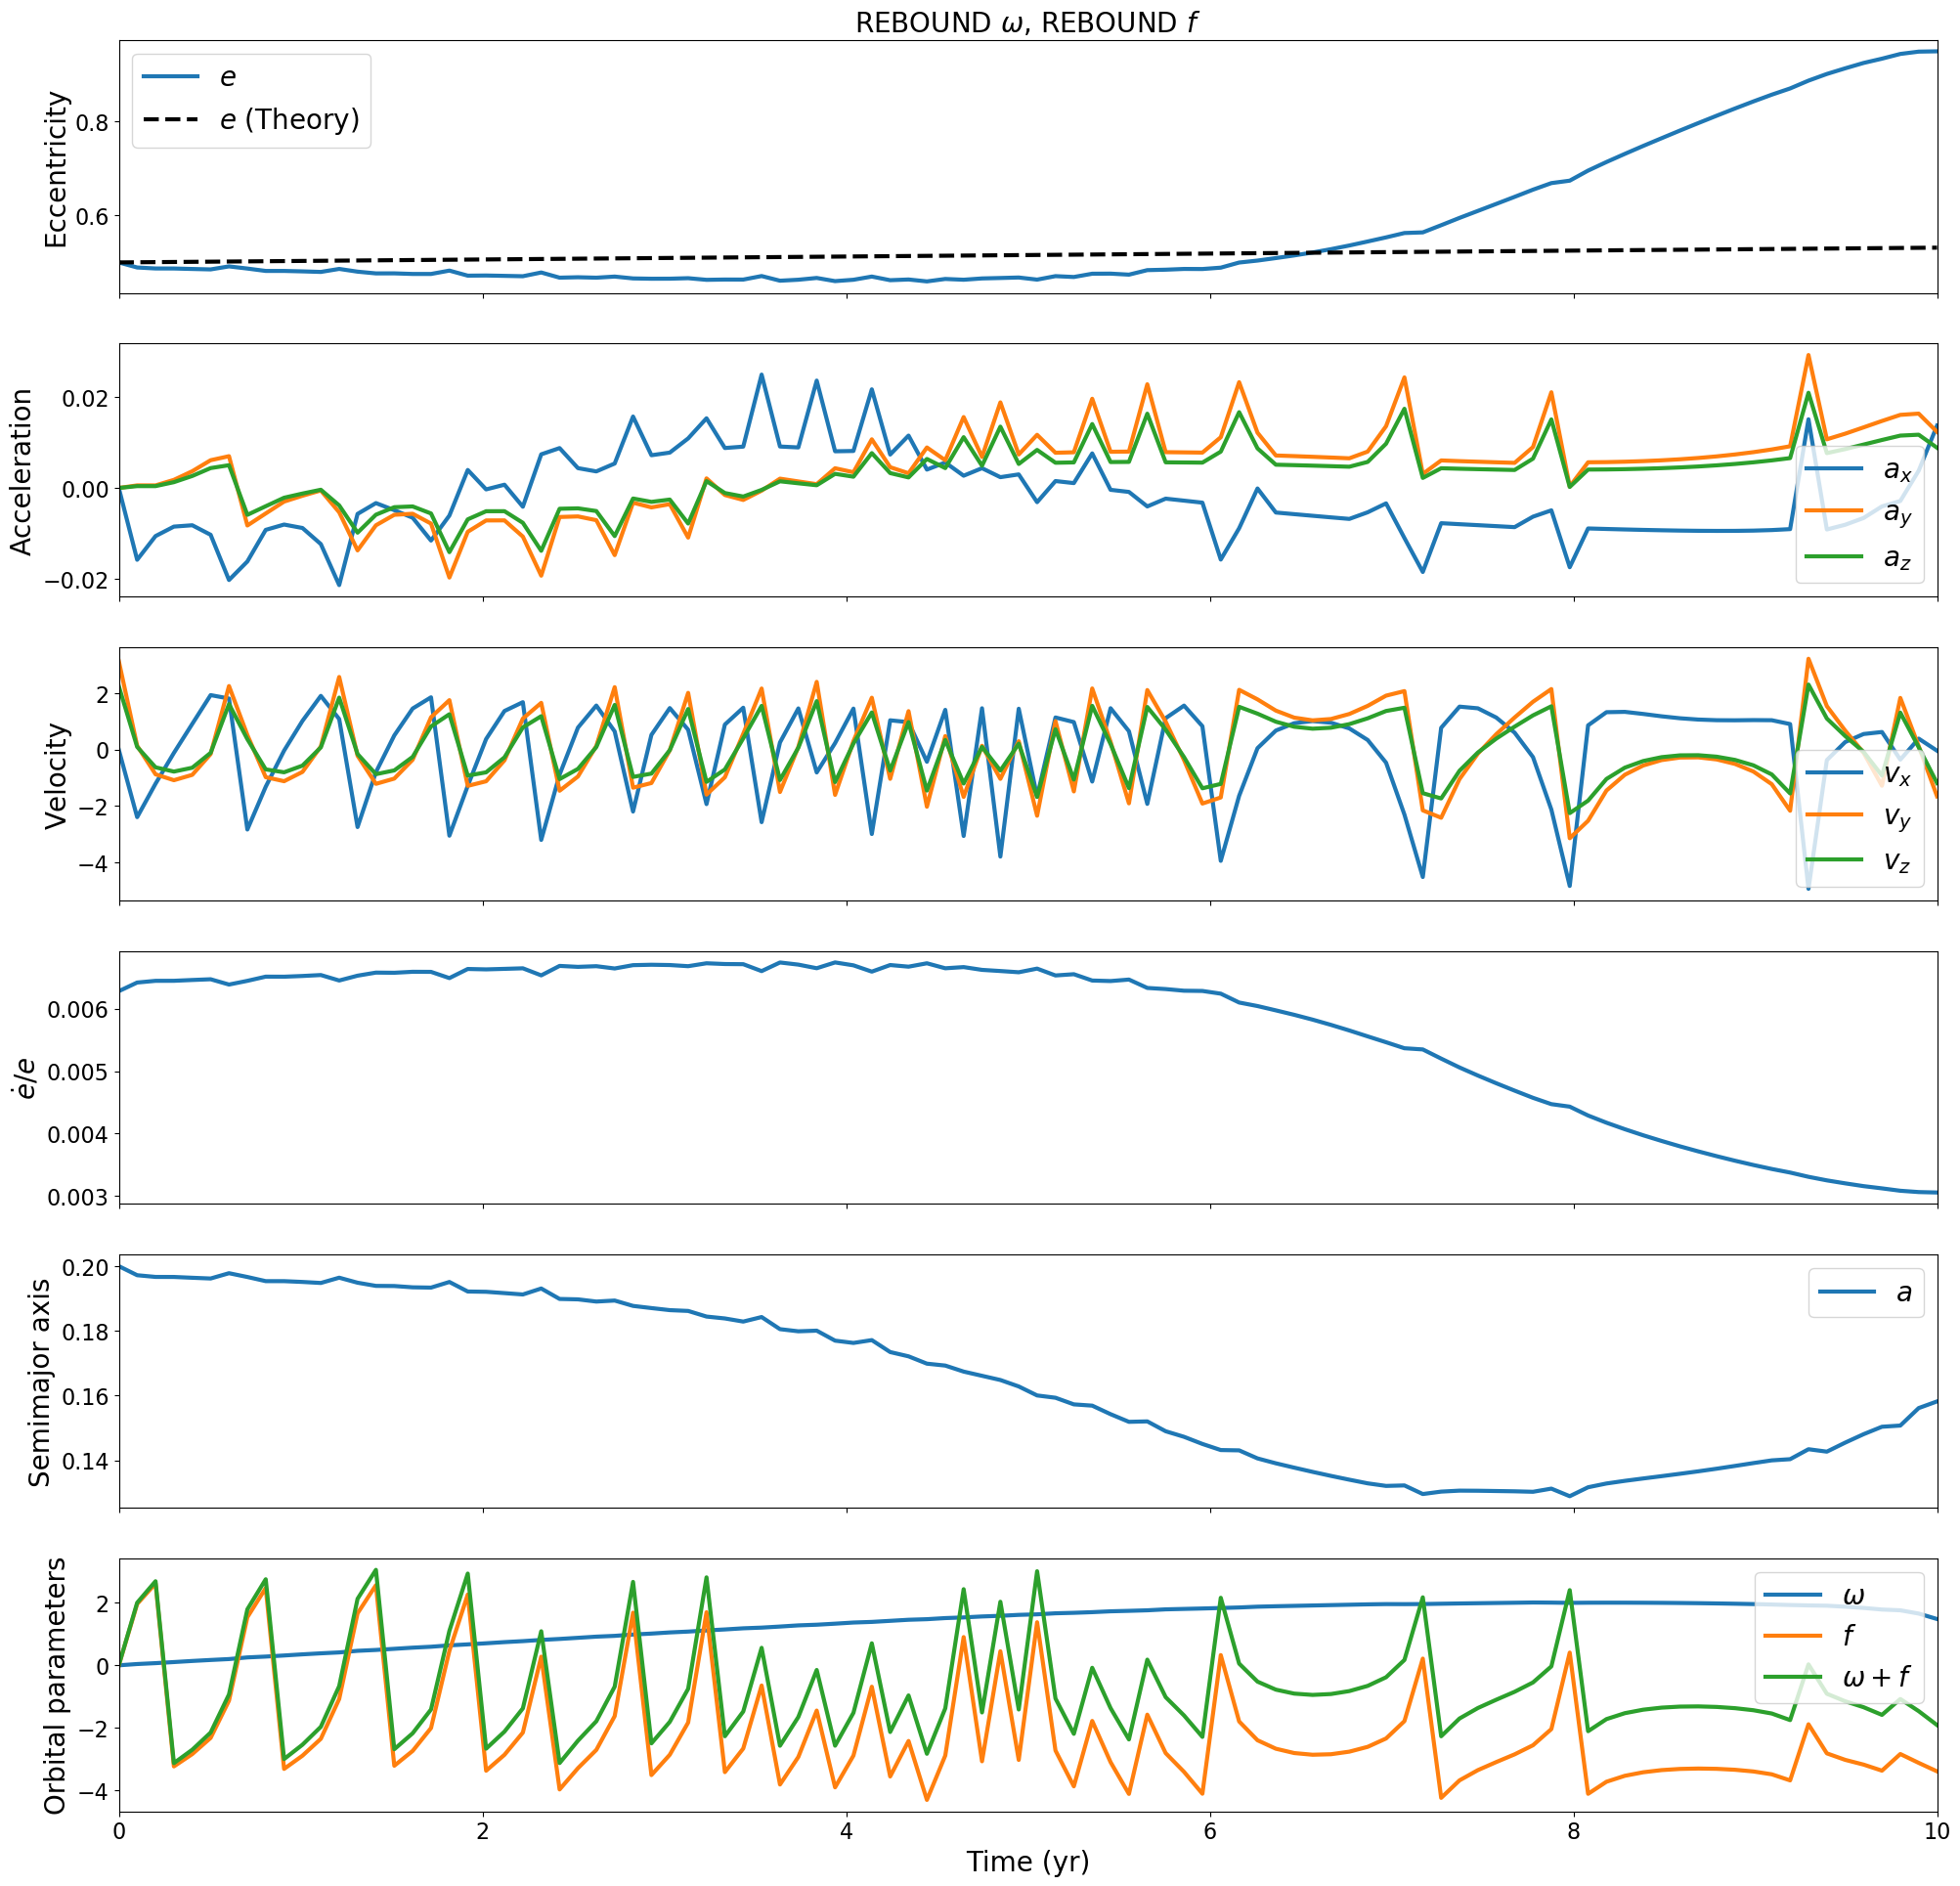 REBOUND ω, REBOUND f
Eccentricity
0.8
0.6
e
e (Theory)
Acceleration
0.02
0.00
−0.02
a_x
a_y
a_z
Velocity
2
0
−2
−4
v_x
v_y
v_z
ė/e
0.006
0.005
0.004
0.003
Semimajor axis
0.20
0.18
0.16
0.14
a
Orbital parameters
2
0
−2
−4
ω
f
ω + f
0 2 4 6 8 10
Time (yr)